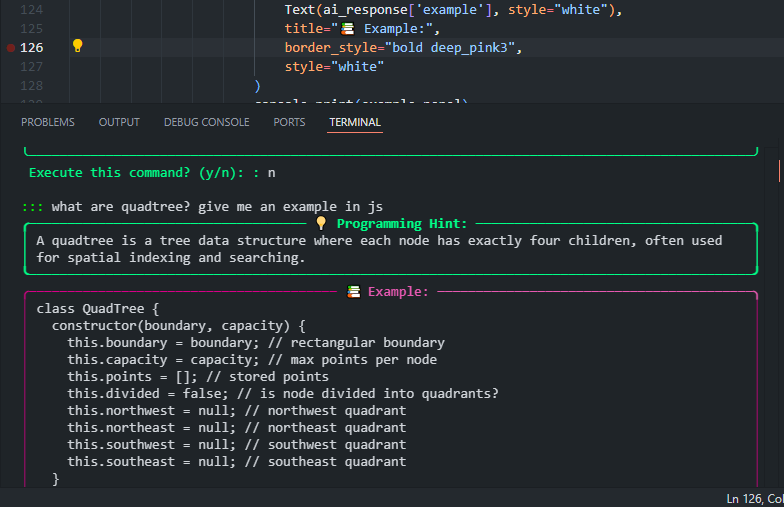 124 Text(ai_response['example'], style="white"),
125 title="📚 Example:",
126 border_style="bold deep_pink3",
127 style="white"
128 )
PROBLEMS OUTPUT DEBUG CONSOLE PORTS TERMINAL
Execute this command? (y/n): : n
::: what are quadtree? give me an example in js
💡 Programming Hint:
A quadtree is a tree data structure where each node has exactly four children, often used
for spatial indexing and searching.
📚 Example:
class QuadTree {
constructor(boundary, capacity) {
this.boundary = boundary; // rectangular boundary
this.capacity = capacity; // max points per node
this.points = []; // stored points
this.divided = false; // is node divided into quadrants?
this.northwest = null; // northwest quadrant
this.northeast = null; // northeast quadrant
this.southwest = null; // southwest quadrant
this.southeast = null; // southeast quadrant
}
Ln 126, Co